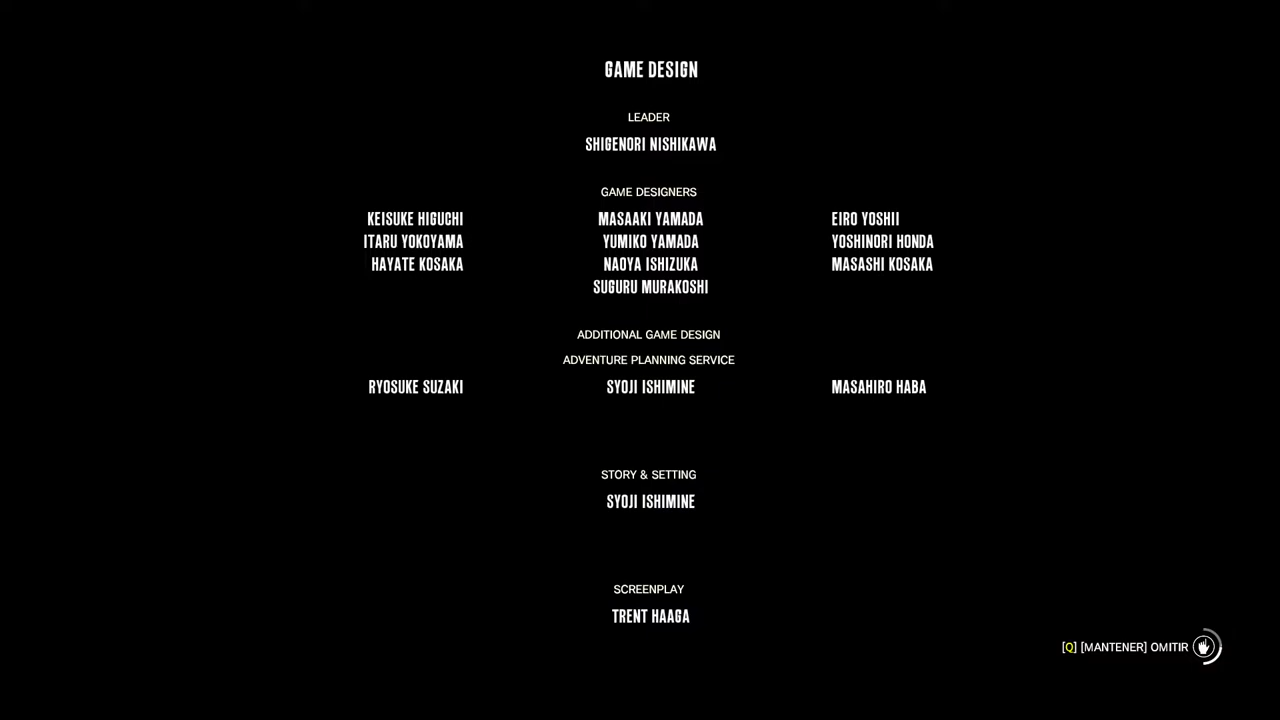 GAME DESIGN
LEADER
SHIGENORI NISHIKAWA
GAME DESIGNERS
KEISUKE HIGUCHI MASAAKI YAMADA EIRO YOSHII
ITARU YOKOYAMA YUMIKO YAMADA YOSHINORI HONDA
HAYATE KOSAKA NAOYA ISHIZUKA MASASHI KOSAKA
SUGURU MURAKOSHI
ADDITIONAL GAME DESIGN
ADVENTURE PLANNING SERVICE
RYOSUKE SUZAKI SYOJI ISHIMINE MASAHIRO HABA
STORY & SETTING
SYOJI ISHIMINE
SCREENPLAY
TRENT HAAGA
[Q] [MANTENER] OMITIR